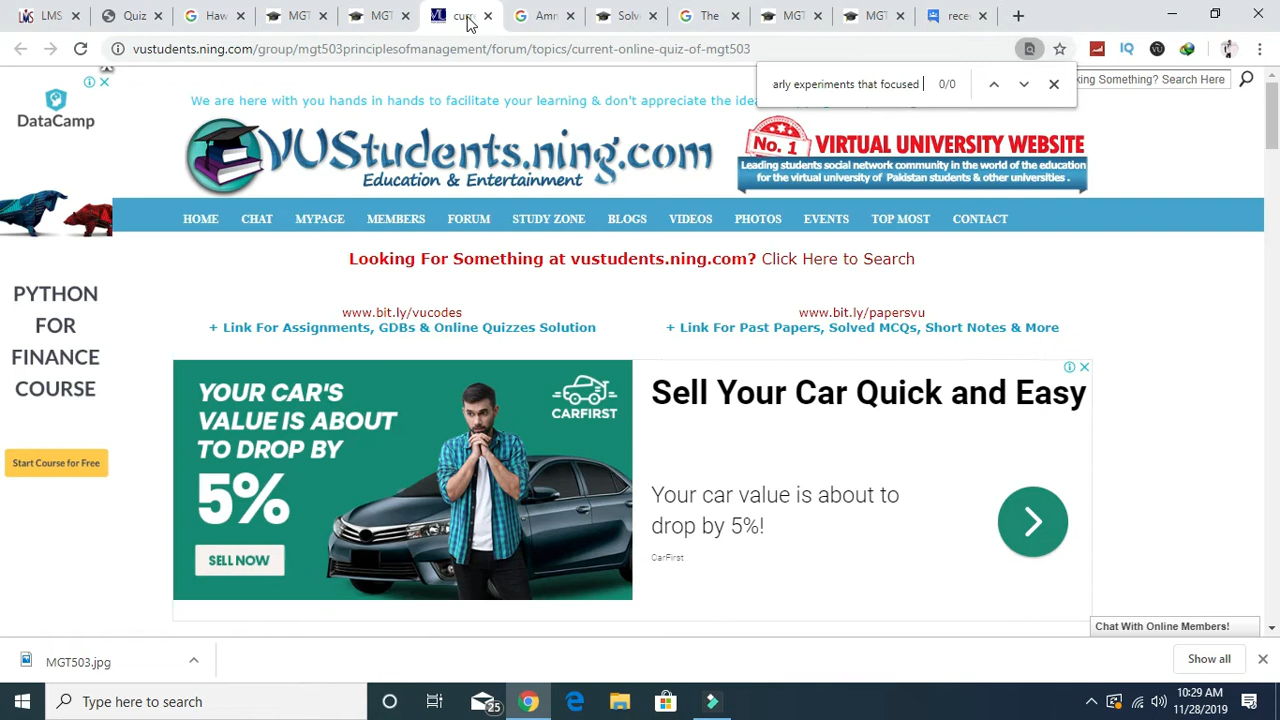 LMS
Quiz
Haw
MGT
MGT
curr
Amr
Solv
The
MGT
MGT
rece
vustudents.ning.com/group/mgt503principlesofmanagement/forum/topics/current-online-quiz-of-mgt503
IQ
arly experiments that focused
0/0
king Something? Search Here
We are here with you hands in hands to facilitate your learning & don't appreciate the idea
DataCamp
VUStudents.ning.com
Education & Entertainment
No. 1
VIRTUAL UNIVERSITY WEBSITE
Leading students social network community in the world of the education
for the virtual university of Pakistan students & other universities .
HOME CHAT MYPAGE MEMBERS FORUM STUDY ZONE BLOGS VIDEOS PHOTOS EVENTS TOP MOST CONTACT
Looking For Something at vustudents.ning.com? Click Here to Search
www.bit.ly/vucodes
+ Link For Assignments, GDBs & Online Quizzes Solution
www.bit.ly/papersvu
+ Link For Past Papers, Solved MCQs, Short Notes & More
PYTHON
FOR
FINANCE
COURSE
Start Course for Free
YOUR CAR'S
VALUE IS ABOUT
TO DROP BY
5%
SELL NOW
CARFIRST
Sell Your Car Quick and Easy
Your car value is about to
drop by 5%!
CarFirst
Chat With Online Members!
MGT503.jpg
Show all
Type here to search
25
10:29 AM
11/28/2019